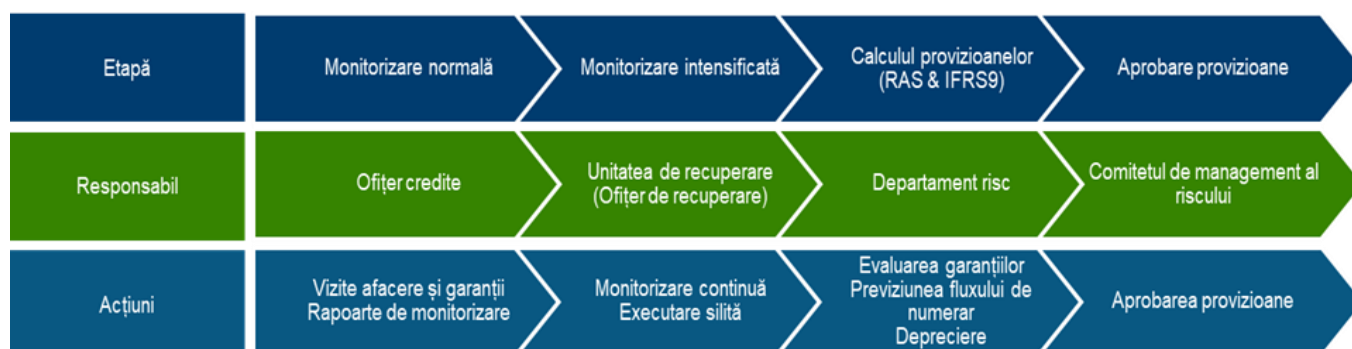 Etapă
Monitorizare normală
Monitorizare intensificată
Calculul provizioanelor
(RAS & IFRS9)
Aprobare provizioane
Responsabil
Ofițer credite
Unitatea de recuperare
(Ofițer de recuperare)
Departament risc
Comitetul de management al
riscului
Acțiuni
Vizite afacere și garanții
Rapoarte de monitorizare
Monitorizare continuă
Executare silită
Evaluarea garanțiilor
Previziunea fluxului de
numerar
Depreciere
Aprobarea provizioane